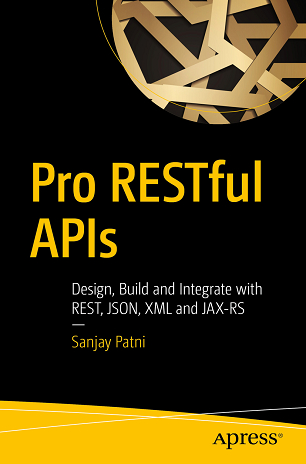 Pro RESTful
APIs
Design, Build and Integrate with
REST, JSON, XML and JAX-RS
—
Sanjay Patni
Apress®